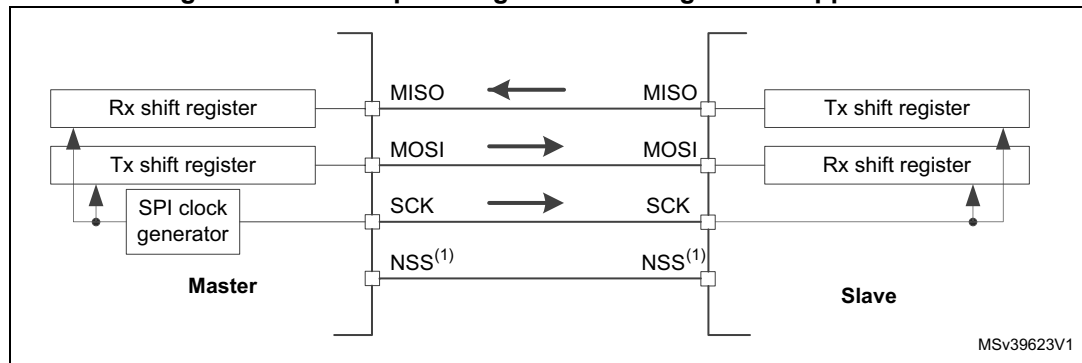 MISO
MISO
Rx shift register
Tx shift register
MOSI
MOSI
Tx shift register
Rx shift register
SCK
SCK
SPI clock
generator
NSS(1)
NSS(1)
Master
Slave
MSv39623V1